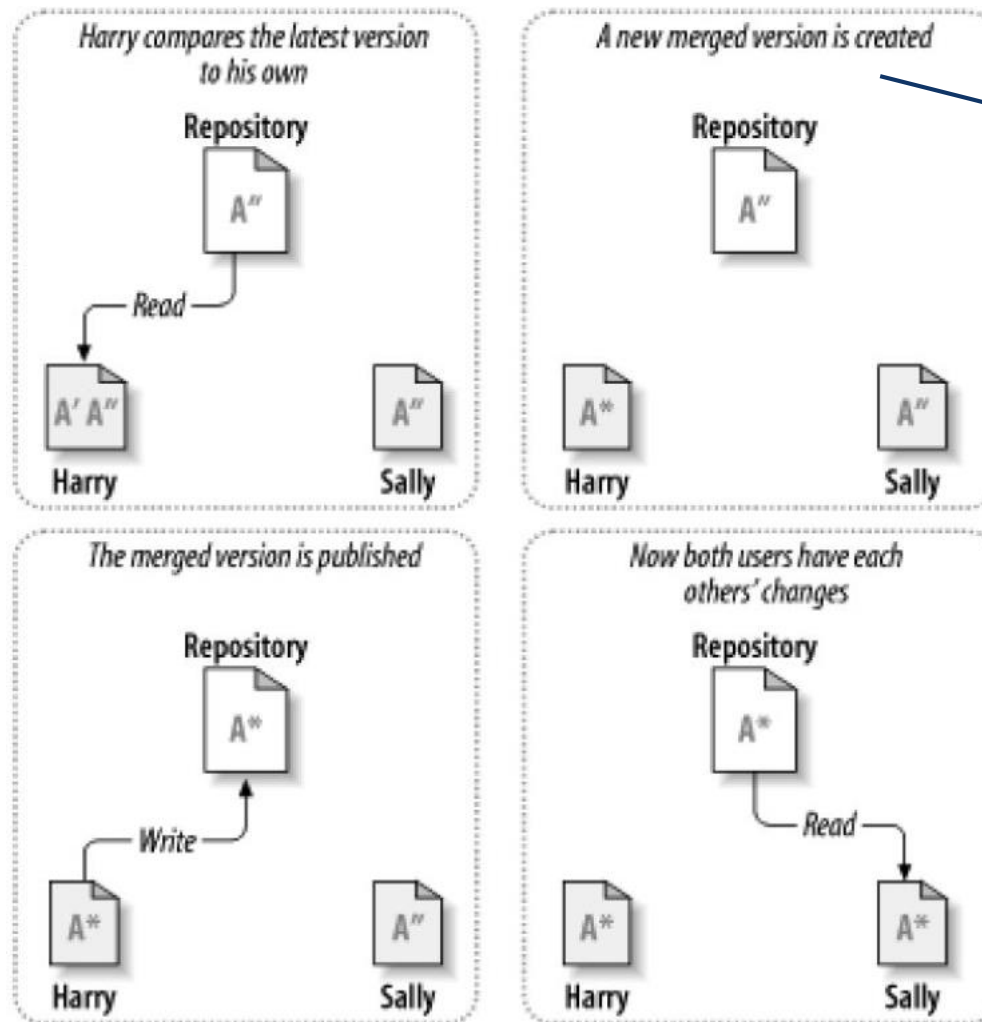 Harry compares the latest version
to his own
Repository
A″
Read
A′ A″
A″
Harry
Sally
A new merged version is created
Repository
A″
A*
A″
Harry
Sally
The merged version is published
Repository
A*
Write
A*
A″
Harry
Sally
Now both users have each
others’ changes
Repository
A*
Read
A*
A*
Harry
Sally